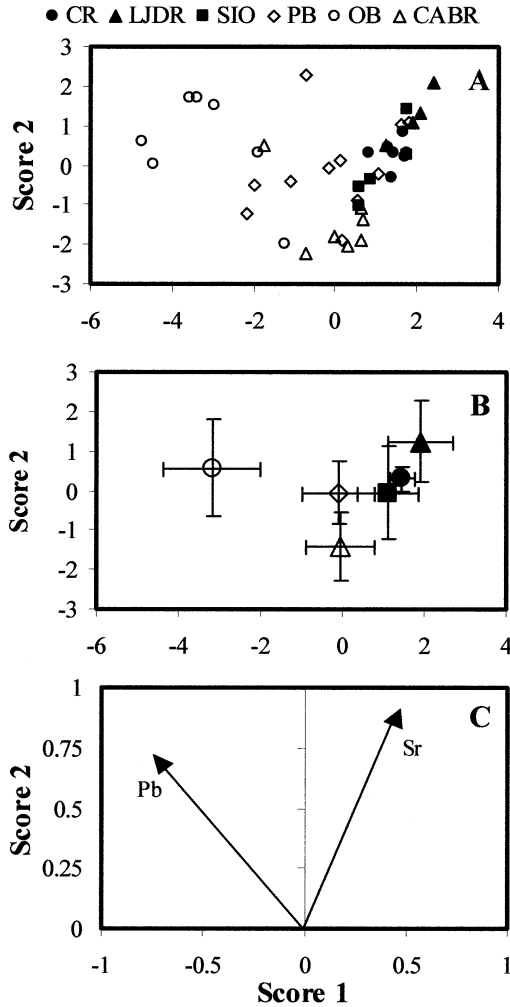 ● CR ▲ LJDR ■ SIO ◇ PB ○ OB △ CABR
3
A
2
1
0
-1
-2
-3
Score 2
-6 -4 -2 0 2 4
3
B
2
1
0
-1
-2
-3
Score 2
-6 -4 -2 0 2 4
1
C
0.75
Sr
Pb
0.5
0.25
0
Score 2
-1 -0.5 0 0.5 1
Score 1